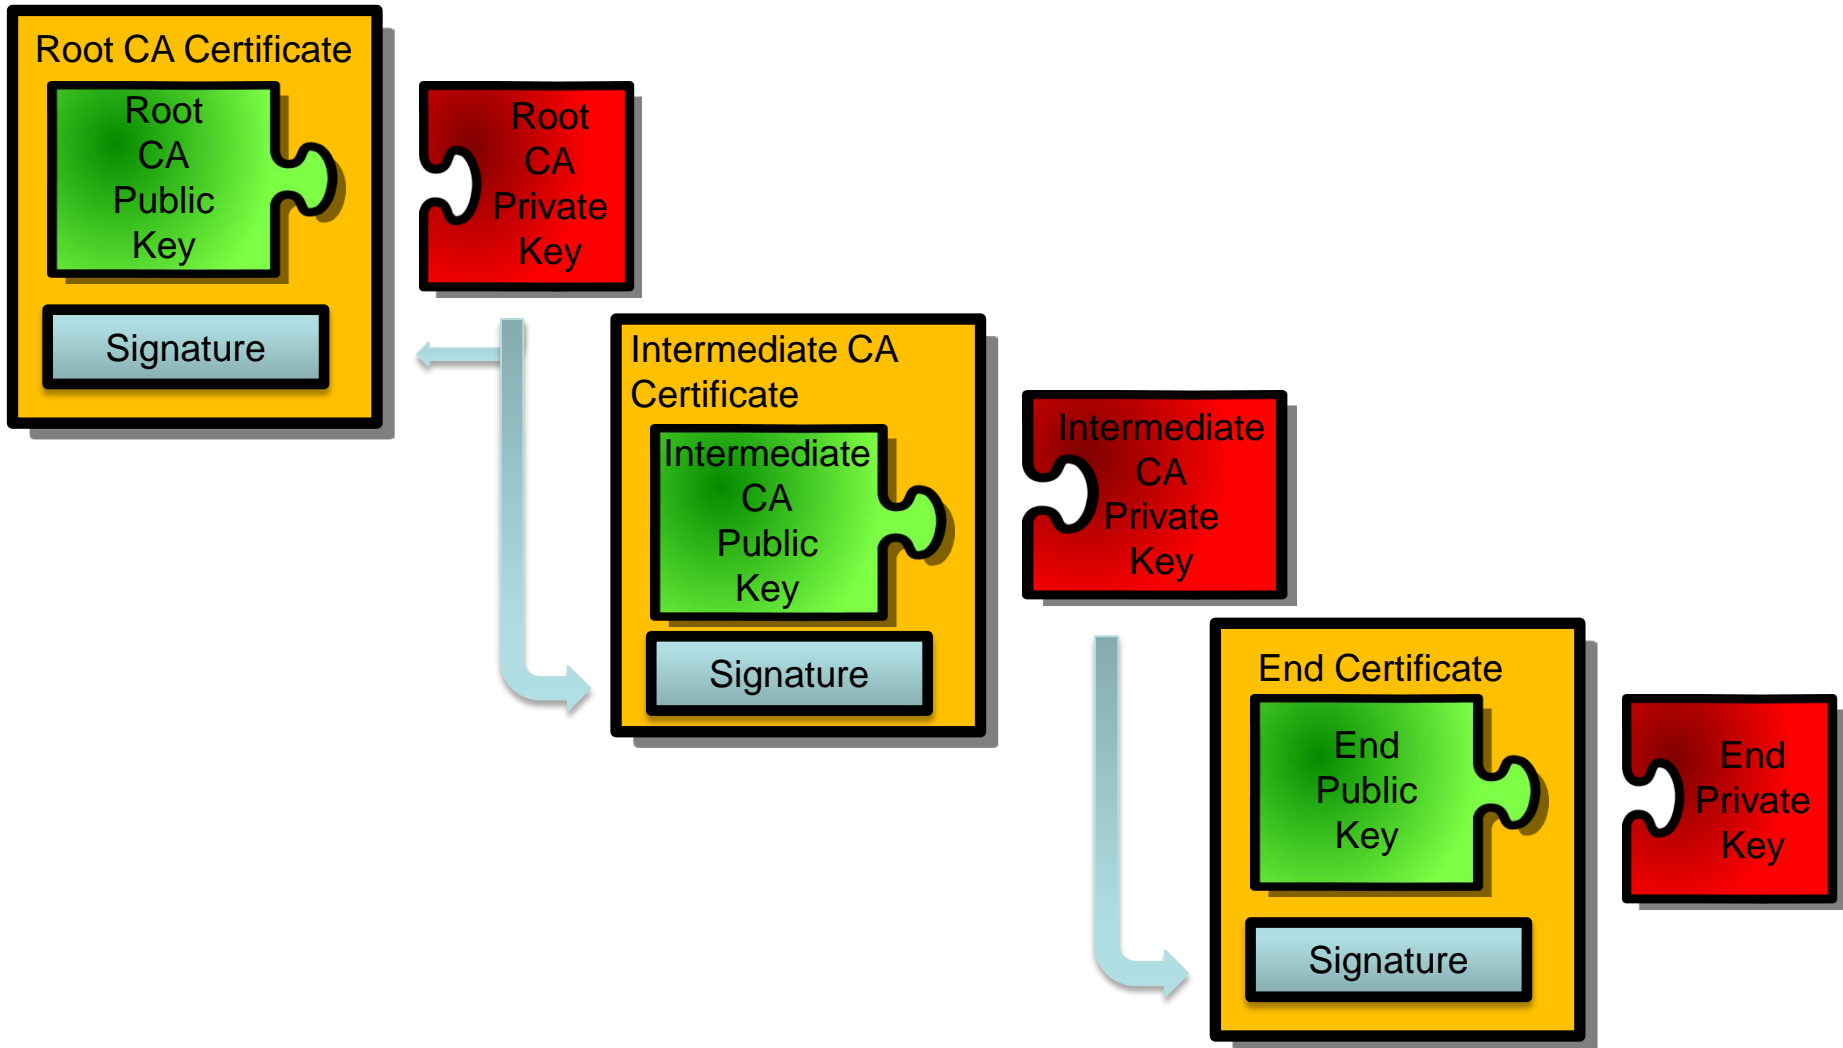 Root CA Certificate
Root
CA
Public
Key
Signature
Root
CA
Private
Key
Intermediate CA
Certificate
Intermediate
CA
Public
Key
Signature
Intermediate
CA
Private
Key
End Certificate
End
Public
Key
Signature
End
Private
Key